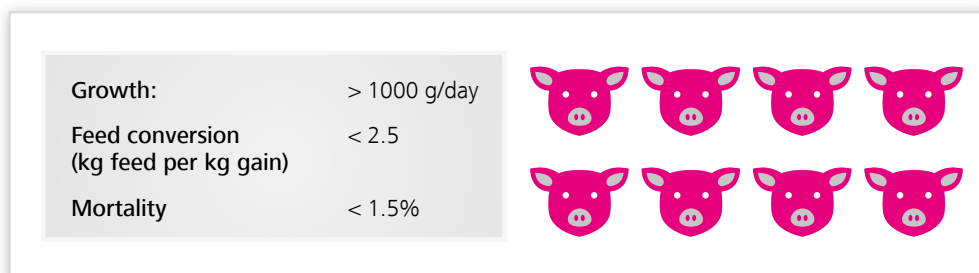 Growth: > 1000 g/day
Feed conversion < 2.5
(kg feed per kg gain)
Mortality < 1.5%